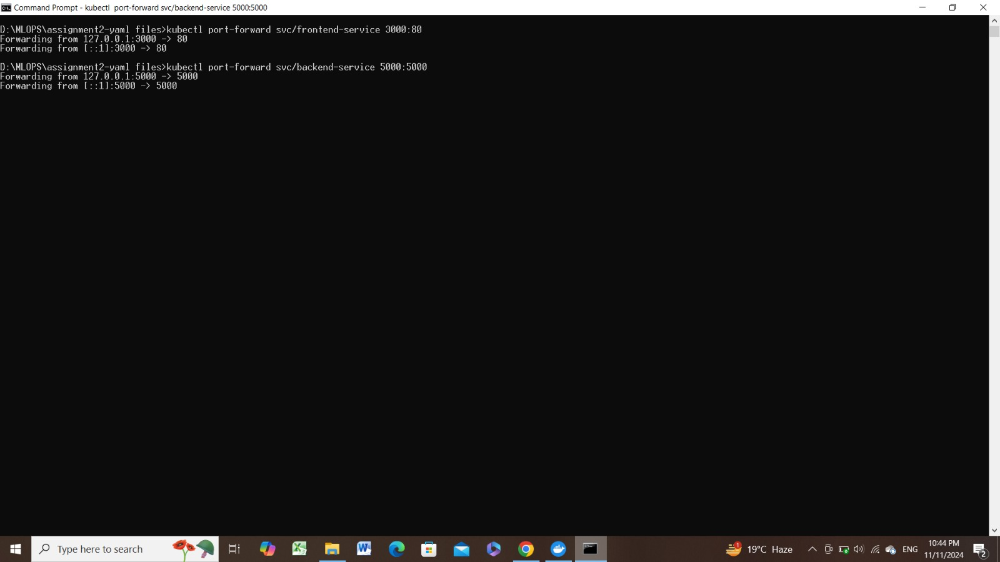 Command Prompt - kubectl  port-forward svc/backend-service 5000:5000
D:\MLOPS\assignment2-yaml files>kubectl port-forward svc/frontend-service 3000:80
Forwarding from 127.0.0.1:3000 -> 80
Forwarding from [::1]:3000 -> 80
D:\MLOPS\assignment2-yaml files>kubectl port-forward svc/backend-service 5000:5000
Forwarding from 127.0.0.1:5000 -> 5000
Forwarding from [::1]:5000 -> 5000
Type here to search
1
19°C Haze
ENG
10:44 PM
11/11/2024
2